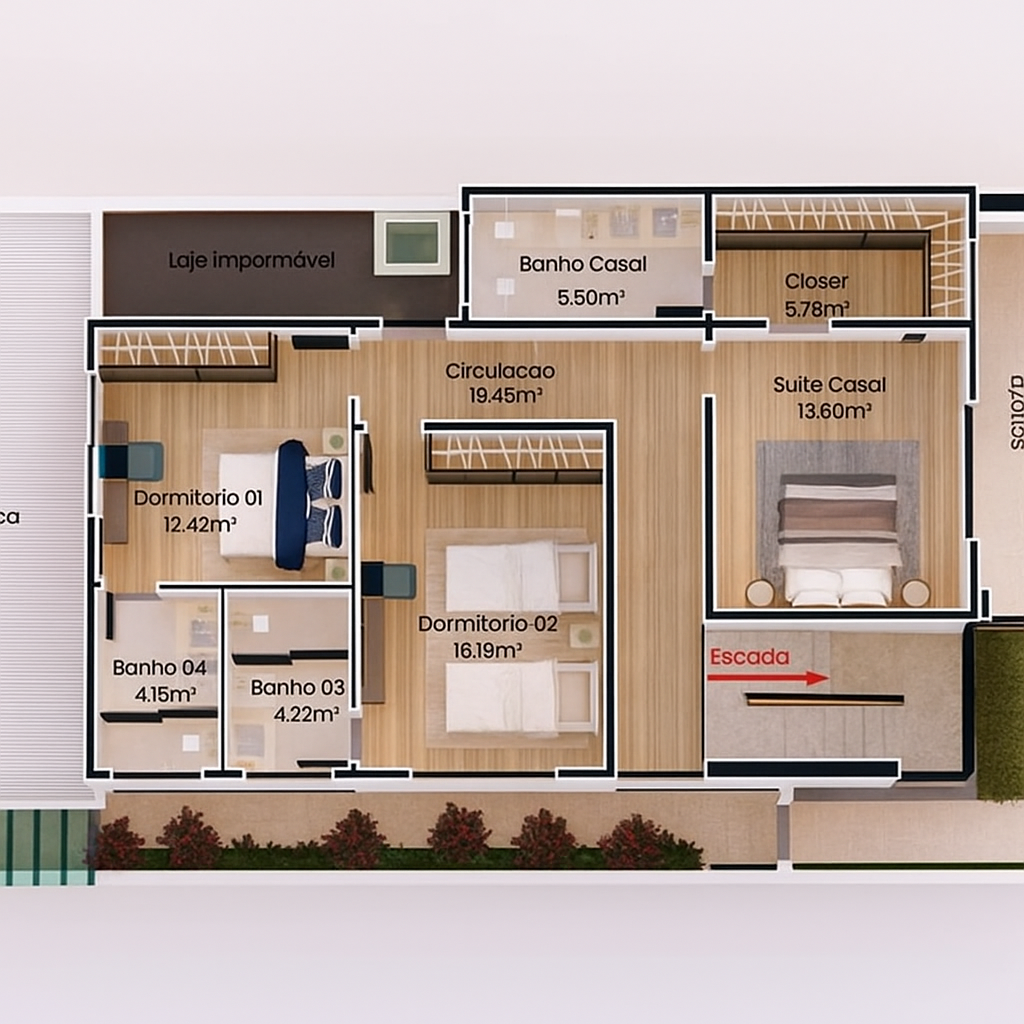 Laje impormável
Banho Casal
5.50m²
Closer
5.78m²
Circulacao
19.45m²
Suite Casal
13.60m²
Dormitorio 01
12.42m²
Dormitorio-02
16.19m²
Banho 04
4.15m²
Banho 03
4.22m²
Escada
ca